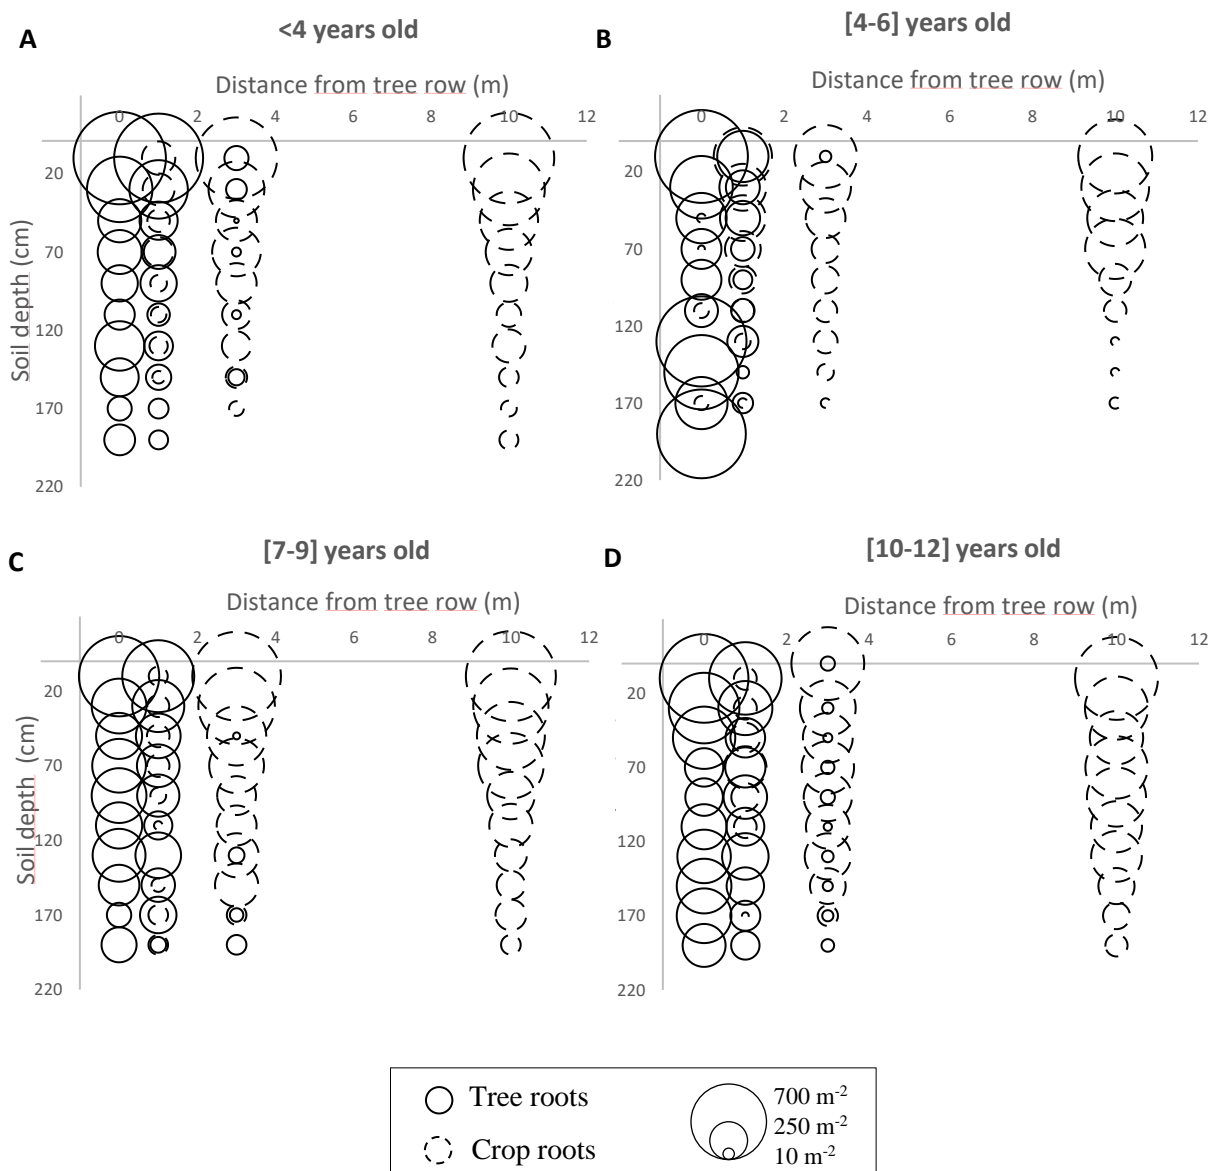 A
<4 years old
Distance from tree row (m)
0 2 4 6 8 10 12
20
70
120
170
220
Soil depth (cm)
B
[4-6] years old
Distance from tree row (m)
0 2 4 6 8 10 12
20
70
120
170
220
C
[7-9] years old
Distance from tree row (m)
0 2 4 6 8 10 12
20
70
120
170
220
Soil depth (cm)
D
[10-12] years old
Distance from tree row (m)
0 2 4 6 8 10 12
20
70
120
170
220
Tree roots
Crop roots
700 m-2
250 m-2
10 m-2